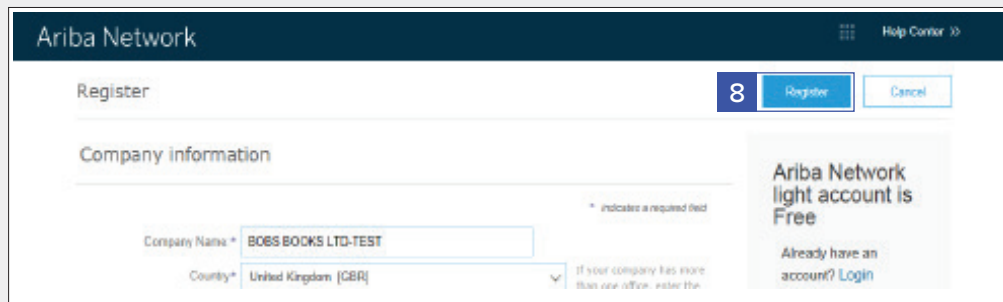 Ariba Network
Help Center >>
Register
8
Register
Cancel
Company information
Ariba Network
light account is
Free
* Indicates a required field
Company Name:* BOBS BOOKS LTD-TEST
Already have an
account? Login
Country* United Kingdom [GBR]
If your company has more
than one office, enter the